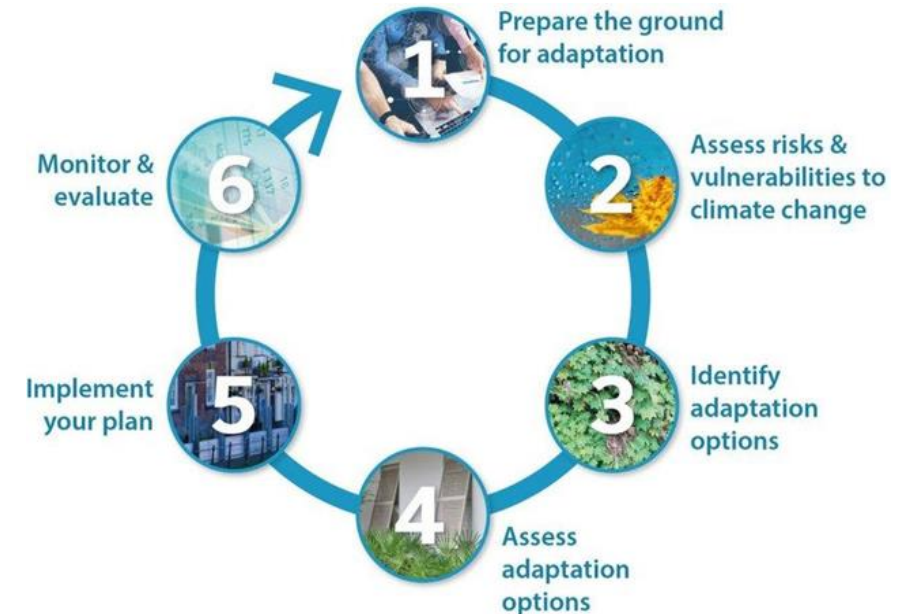 1
Prepare the ground
for adaptation
2
Assess risks &
vulnerabilities to
climate change
3
Identify
adaptation
options
4
Assess
adaptation
options
5
Implement
your plan
6
Monitor &
evaluate